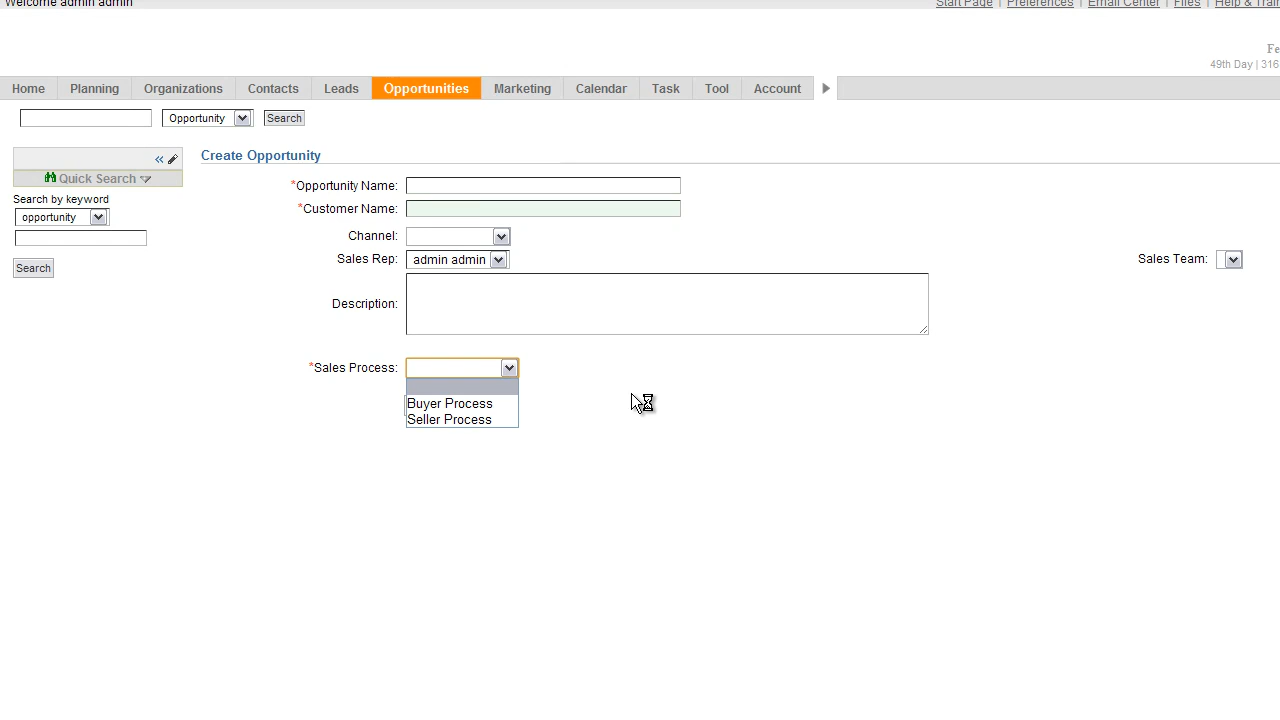 Welcome admin admin
Start Page | Preferences | Email Center | Files | Help &
49th Day | 316
Home Planning Organizations Contacts Leads Opportunities Marketing Calendar Task Tool Account
Opportunity Search
« Create Opportunity
Quick Search
*Opportunity Name:
Search by keyword
*Customer Name:
opportunity
Channel:
Sales Rep: admin admin Sales Team:
Search
Description:
*Sales Process:
Buyer Process
Seller Process